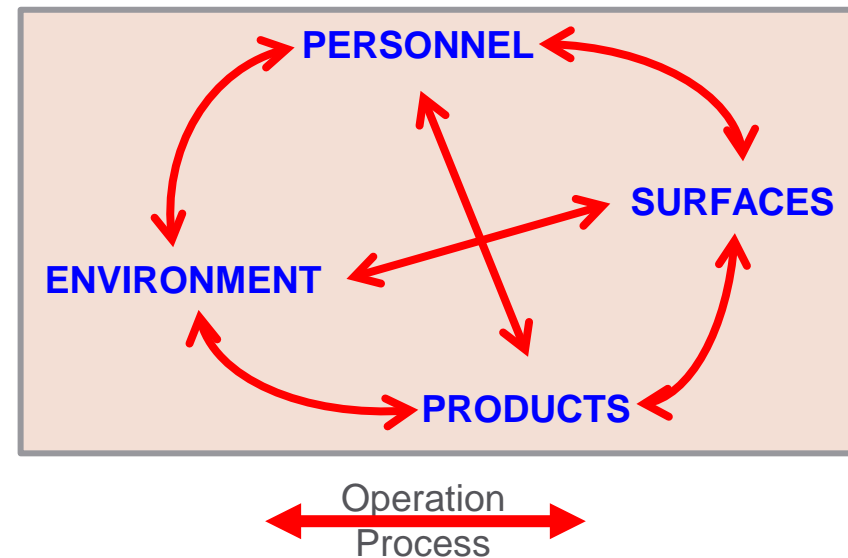 PERSONNEL
SURFACES
ENVIRONMENT
PRODUCTS
Operation
Process